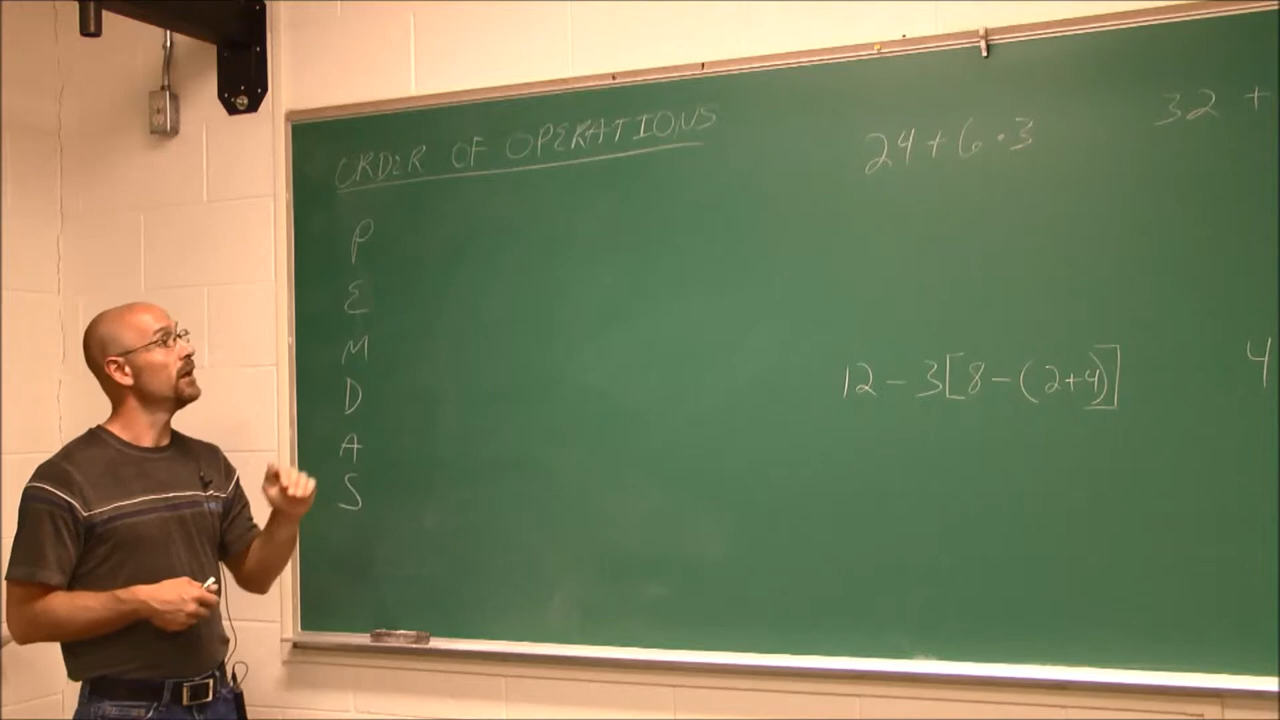 ORDER OF OPERATIONS
P
E
M
D
A
S
24+6·3
32 +
12-3[8-(2+4)]
4